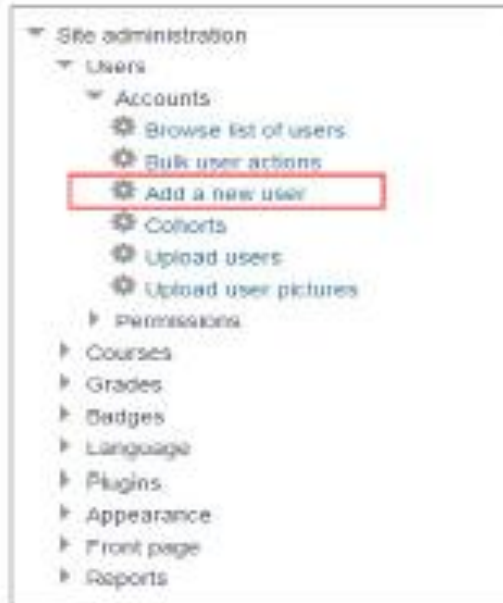 Site administration
Users
Accounts
Browse list of users
Bulk user actions
Add a new user
Cohorts
Upload users
Upload user pictures
Permissions
Courses
Grades
Badges
Language
Plugins
Appearance
Front page
Reports